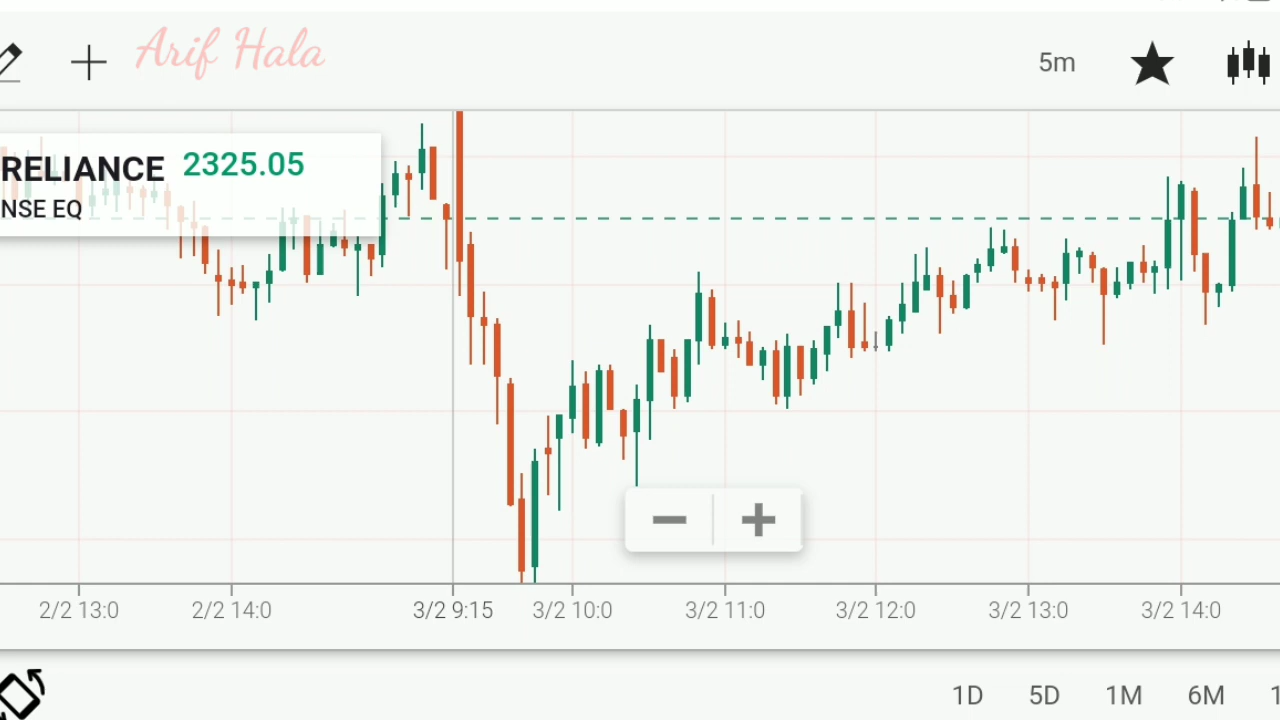 Arif Hala
5m
RELIANCE 2325.05
NSE EQ
2/2 13:0 2/2 14:0 3/2 9:15 3/2 10:0 3/2 11:0 3/2 12:0 3/2 13:0 3/2 14:0
1D 5D 1M 6M